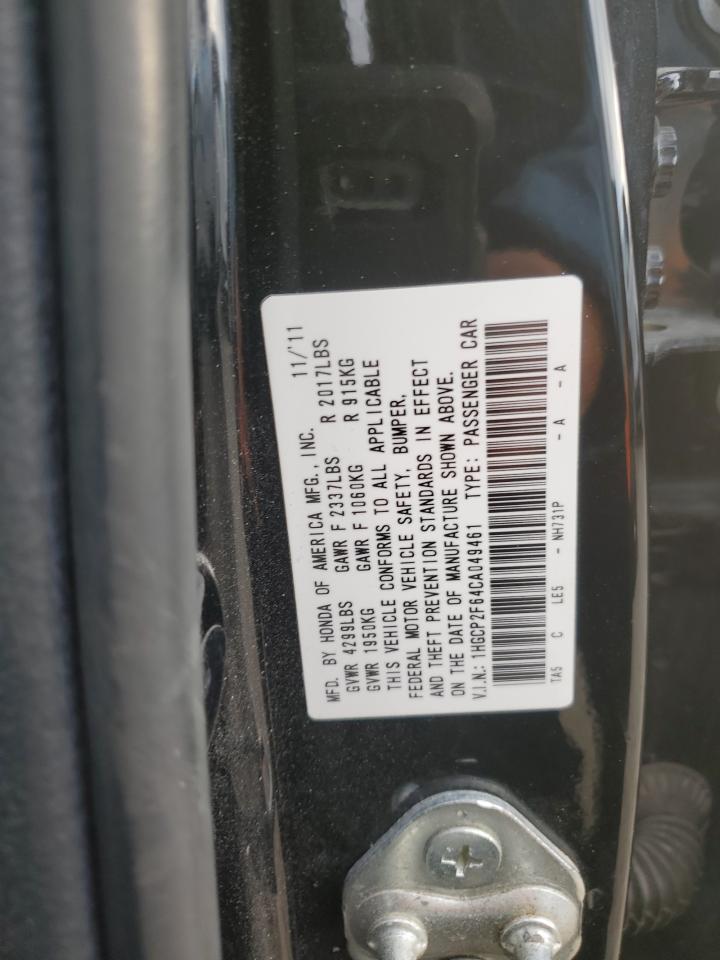 MFD. BY HONDA OF AMERICA MFG., INC. 11/'11
GVWR 4299LBS GAWR F 2337LBS R 2017LBS
GVWR 1950KG GAWR F 1060KG R 915KG
THIS VEHICLE CONFORMS TO ALL APPLICABLE
FEDERAL MOTOR VEHICLE SAFETY, BUMPER,
AND THEFT PREVENTION STANDARDS IN EFFECT
ON THE DATE OF MANUFACTURE SHOWN ABOVE.
V.I.N.: 1HGCP2F64CA049461 TYPE: PASSENGER CAR
TA5 C LE5 - NH731P - A - A